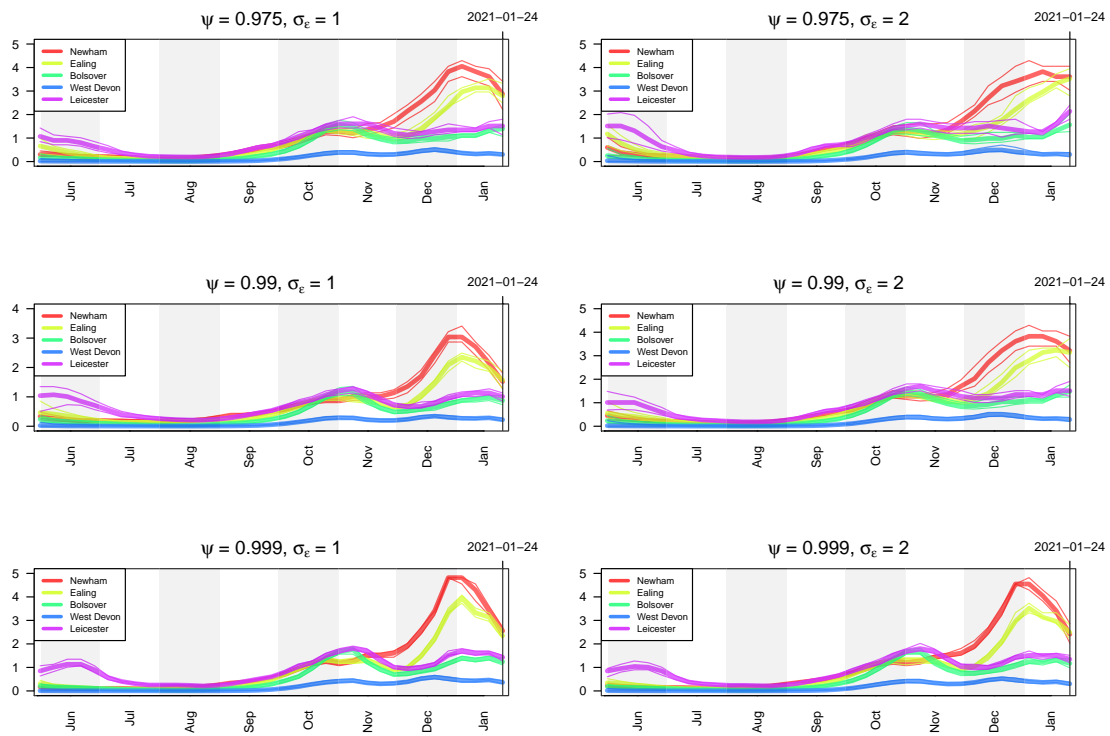 ψ = 0.975, σε = 1
2021−01−24
5
4
3
2
1
0
Newham
Ealing
Bolsover
West Devon
Leicester
Jun
Jul
Aug
Sep
Oct
Nov
Dec
Jan
ψ = 0.975, σε = 2
2021−01−24
5
4
3
2
1
0
Newham
Ealing
Bolsover
West Devon
Leicester
Jun
Jul
Aug
Sep
Oct
Nov
Dec
Jan
ψ = 0.99, σε = 1
2021−01−24
4
3
2
1
0
Newham
Ealing
Bolsover
West Devon
Leicester
Jun
Jul
Aug
Sep
Oct
Nov
Dec
Jan
ψ = 0.99, σε = 2
2021−01−24
5
4
3
2
1
0
Newham
Ealing
Bolsover
West Devon
Leicester
Jun
Jul
Aug
Sep
Oct
Nov
Dec
Jan
ψ = 0.999, σε = 1
2021−01−24
5
4
3
2
1
0
Newham
Ealing
Bolsover
West Devon
Leicester
Jun
Jul
Aug
Sep
Oct
Nov
Dec
Jan
ψ = 0.999, σε = 2
2021−01−24
5
4
3
2
1
0
Newham
Ealing
Bolsover
West Devon
Leicester
Jun
Jul
Aug
Sep
Oct
Nov
Dec
Jan